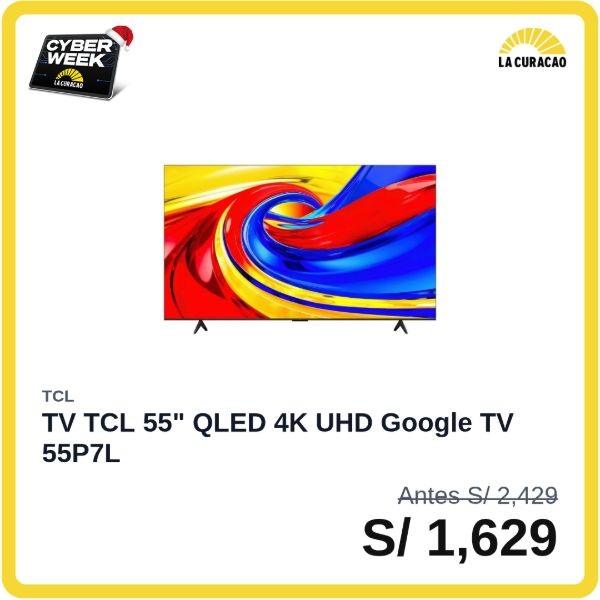 CYBER
WEEK
LA CURACAO
LA CURACAO
TCL
TV TCL 55" QLED 4K UHD Google TV
55P7L
Antes S/ 2,429
S/ 1,629